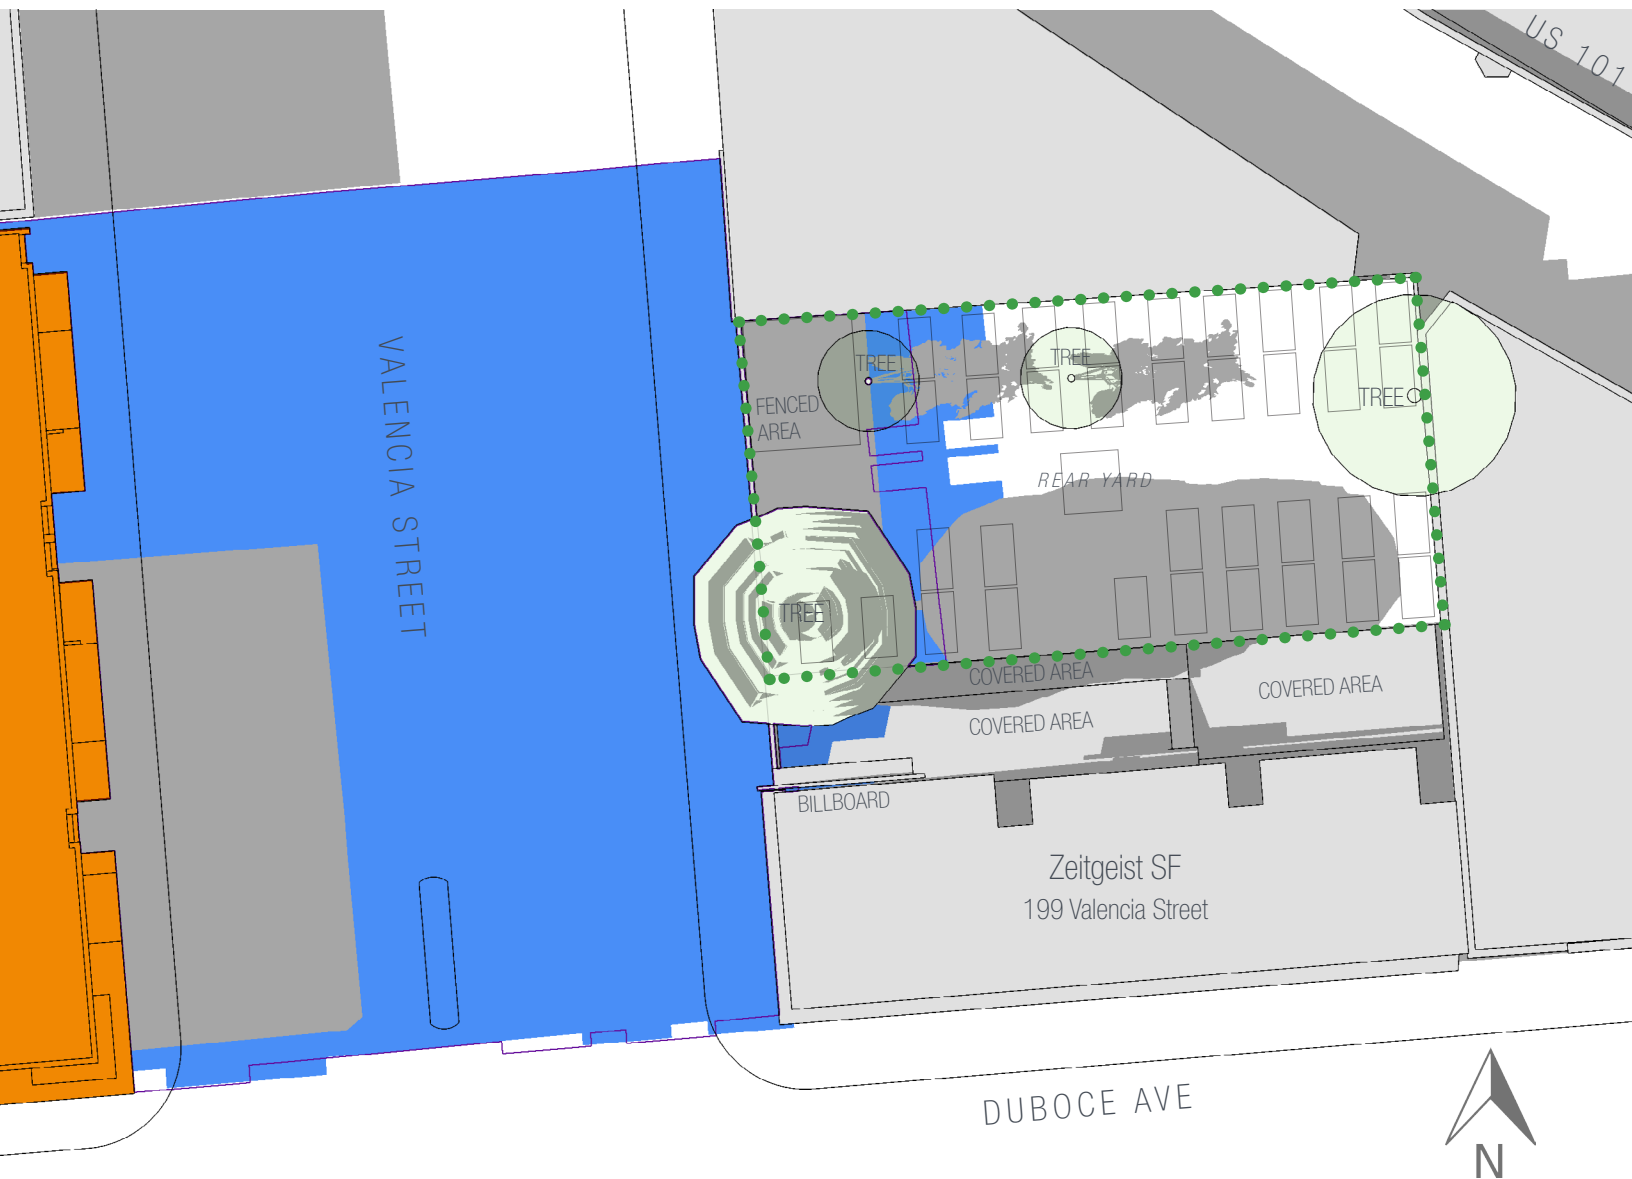 US 101
VALENCIA STREET
TREE
TREE
TREE
FENCED
AREA
REAR YARD
TREE
COVERED AREA
COVERED AREA
COVERED AREA
BILLBOARD
Zeitgeist SF
199 Valencia Street
DUBOCE AVE
N